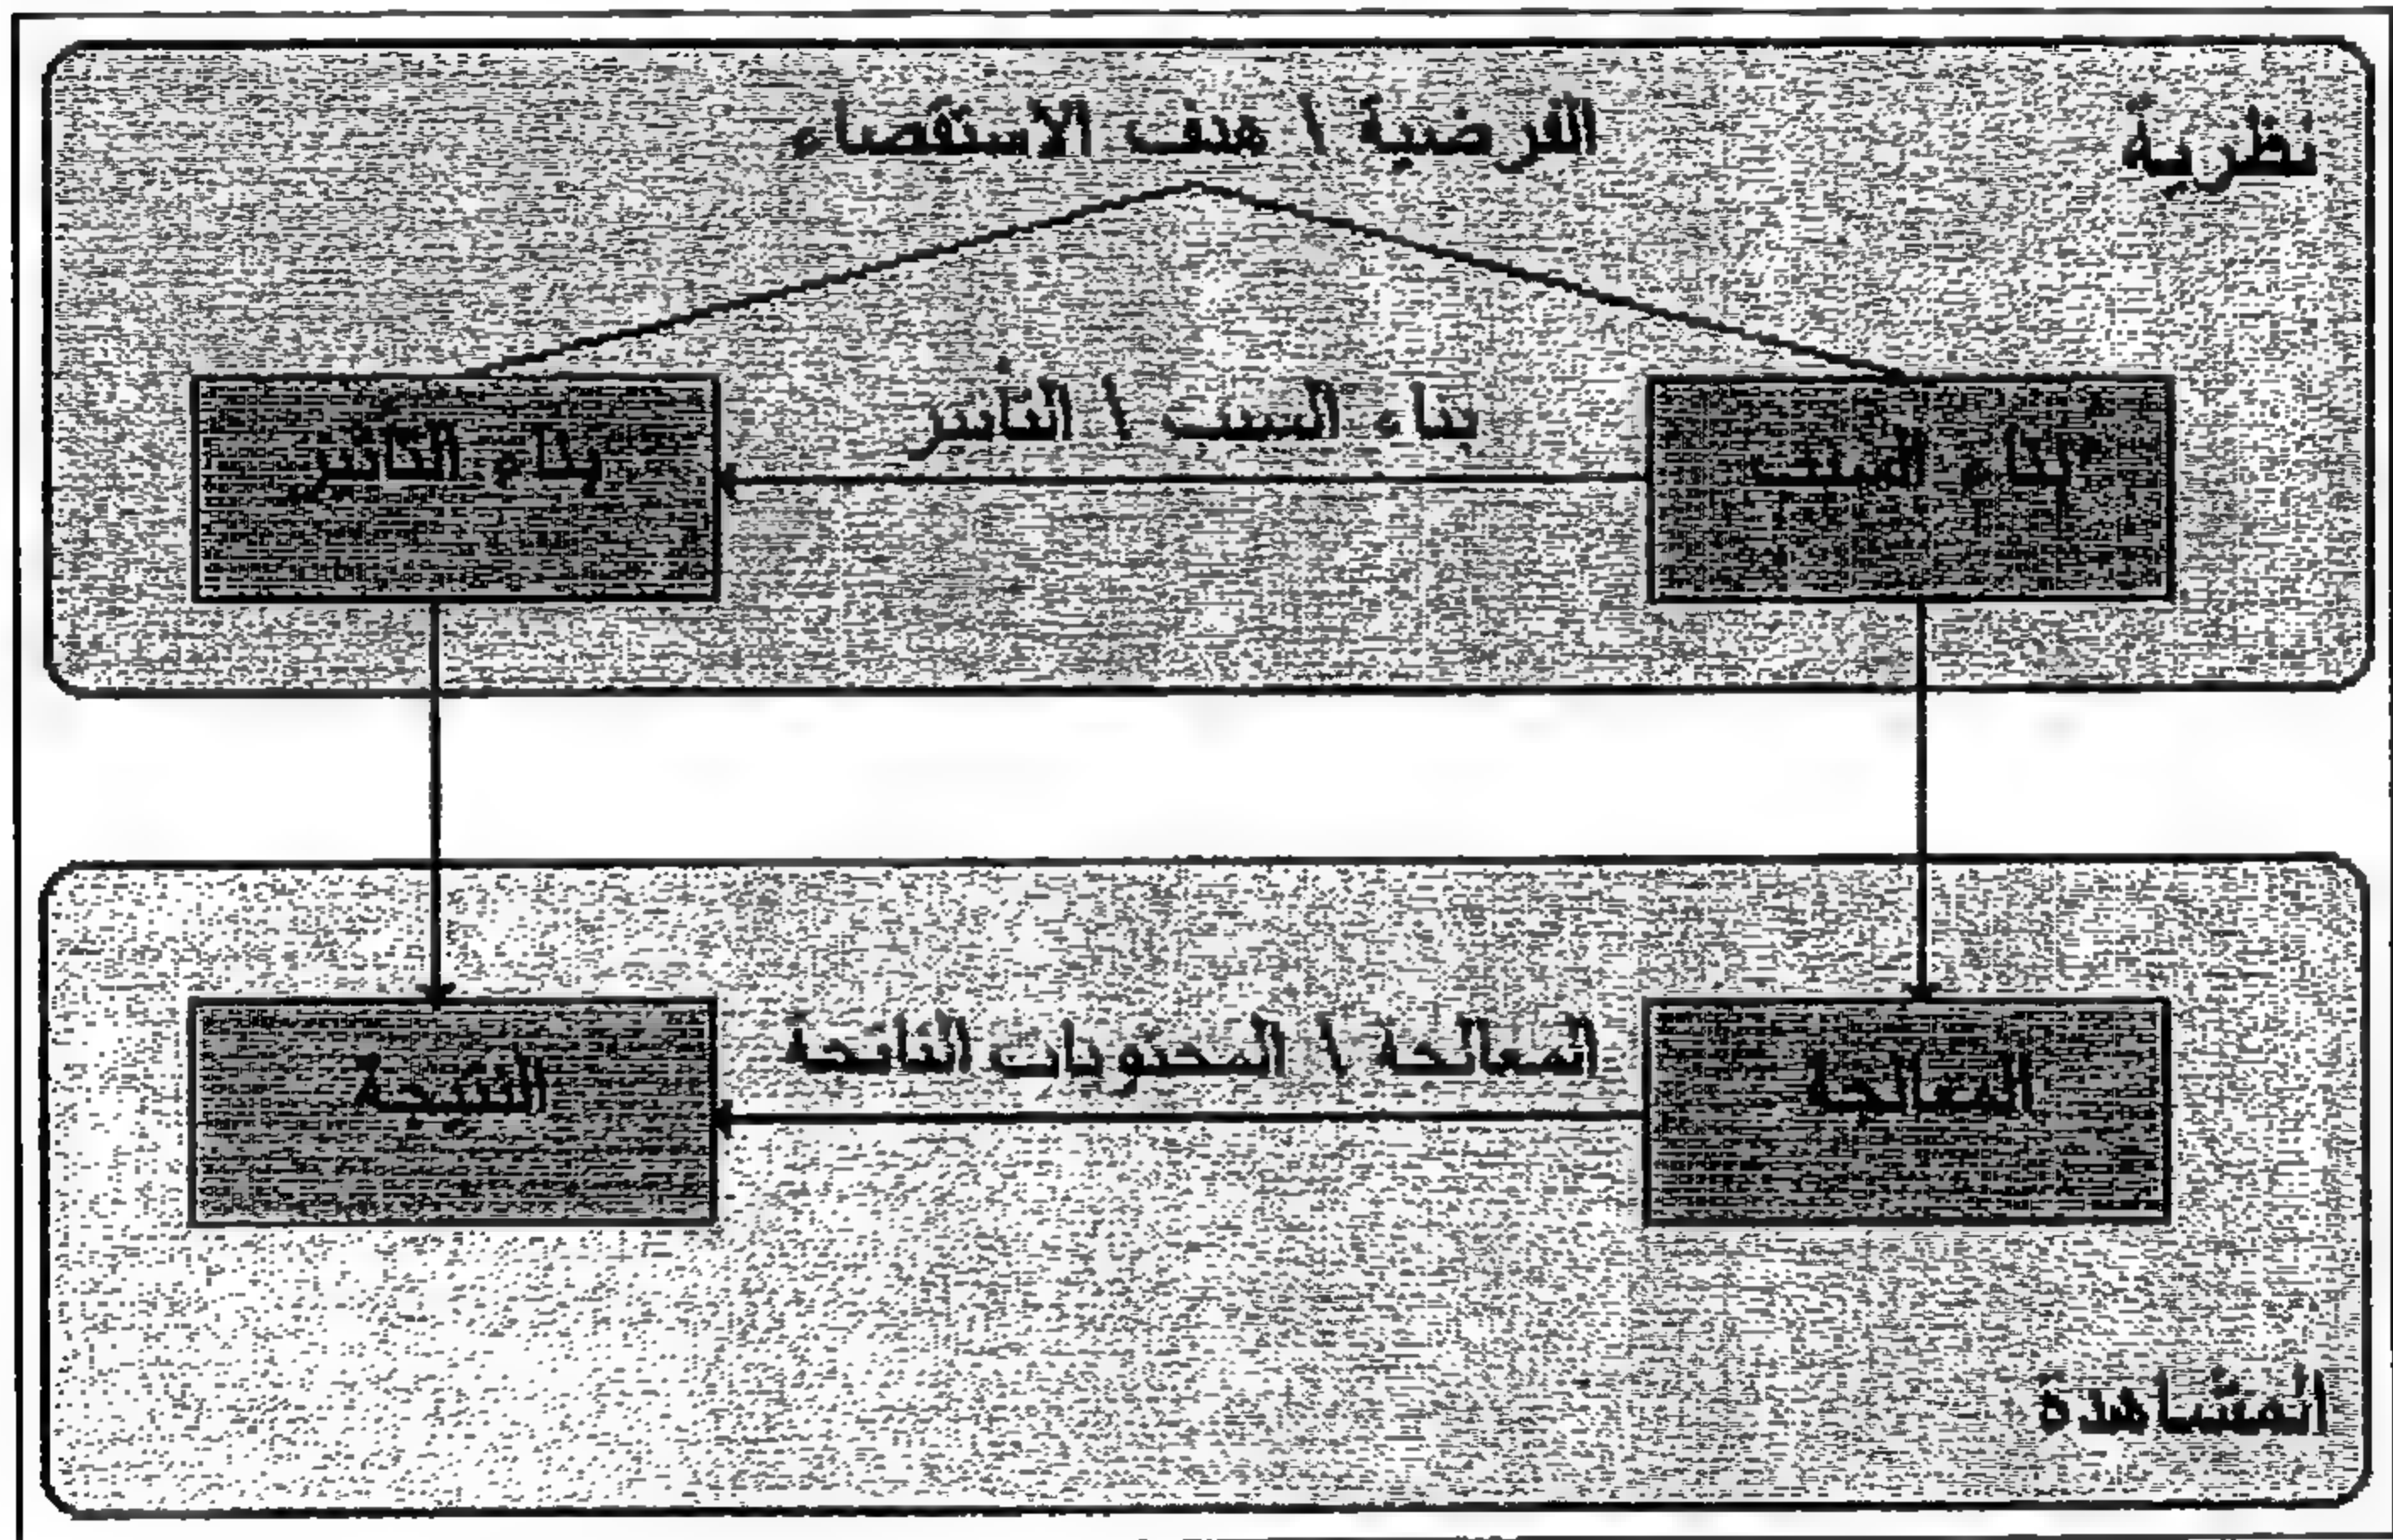 نظرية
الفرضية \ هدف الاستقصاء
بناء السبب
بناء السبب \ التأثير
بناء التأثير
المعالجة
المعالجة \ المحتويات الناتجة
النتيجة
المشاهدة